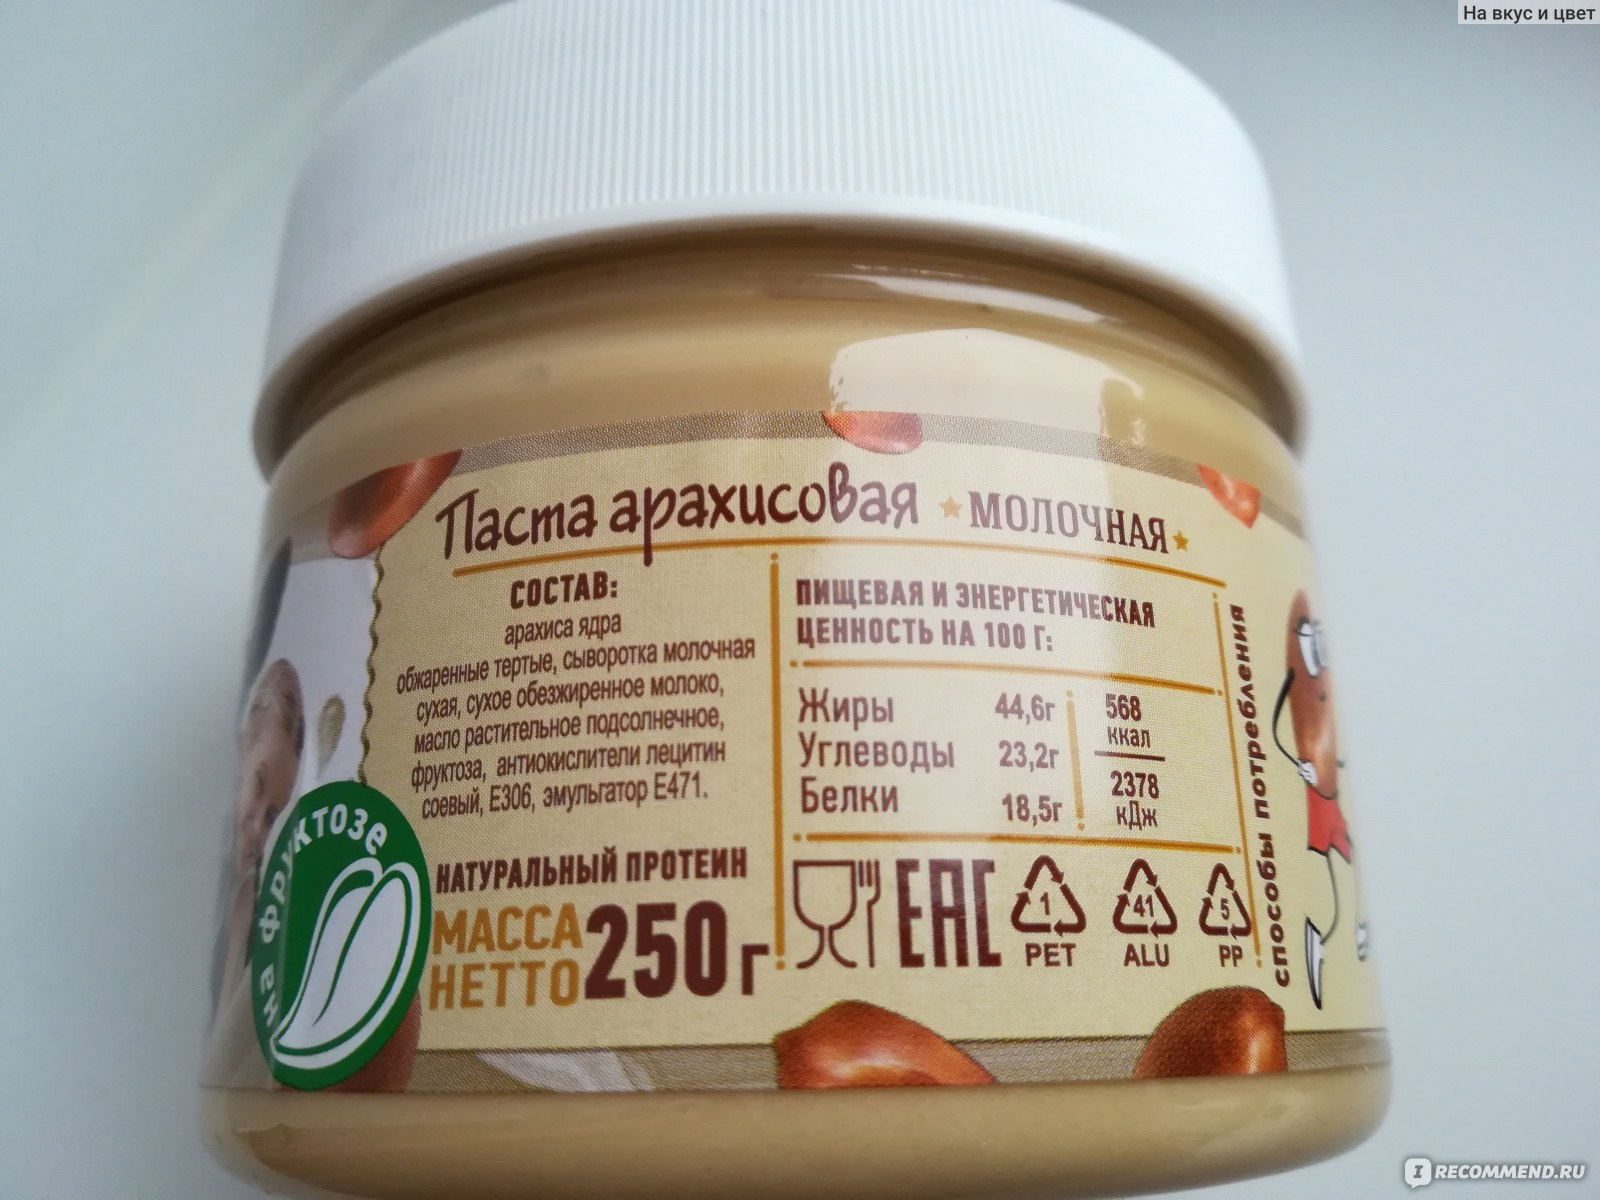 На вкус и цвет
Паста арахисовая МОЛОЧНАЯ
СОСТАВ:
арахиса ядра
обжаренные тертые, сыворотка молочная
сухая, сухое обезжиренное молоко,
масло растительное подсолнечное,
фруктоза, антиокислители лецитин
соевый, Е306, эмульгатор Е471.
НАТУРАЛЬНЫЙ ПРОТЕИН
МАССА
НЕТТО
250 г
на фруктозе
ПИЩЕВАЯ И ЭНЕРГЕТИЧЕСКАЯ
ЦЕННОСТЬ НА 100 Г:
Жиры 44,6г
Углеводы 23,2г
Белки 18,5г
568
ккал
2378
кДж
EAC
1
PET
41
ALU
5
PP
способы потребления
IRECOMMEND.RU